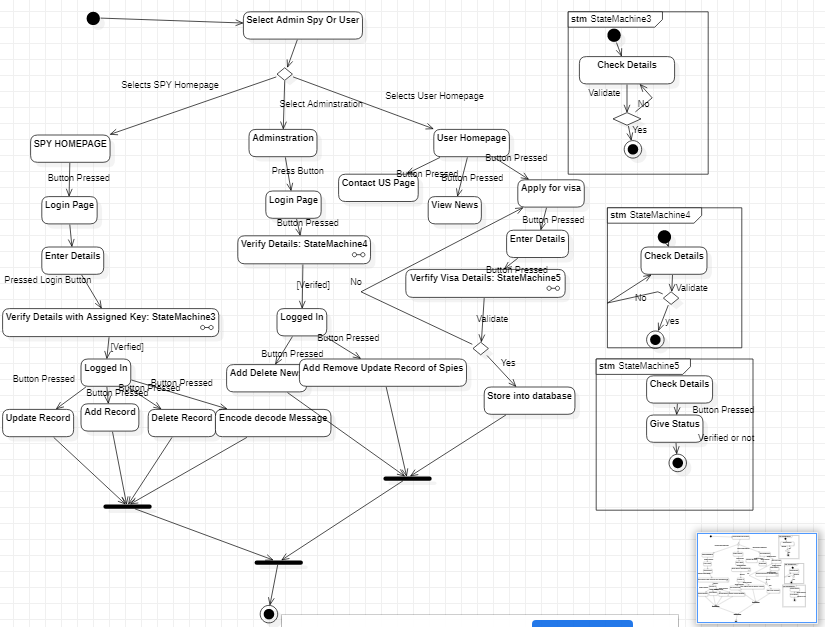 Select Admin Spy Or User
Selects SPY Homepage
Select Adminstration
Selects User Homepage
SPY HOMEPAGE
Adminstration
User Homepage
Button Pressed
Press Button
Button Pressed
Button Pressed
Button Pressed
Contact US Page
Apply for visa
Login Page
Login Page
View News
Button Pressed
Button Pressed
Enter Details
Verify Details: StateMachine4
Enter Details
Button Pressed
Pressed Login Button
[Verifed]
No
Verfify Visa Details: StateMachine5
Verify Details with Assigned Key: StateMachine3
Logged In
Validate
[Verfied]
Button Pressed
Button Pressed
Yes
Logged In
Add Delete New
Add Remove Update Record of Spies
Button Pressed
Button Pressed
Button Pressed
Button Pressed
Store into database
Update Record
Add Record
Delete Record
Encode decode Message
stm StateMachine3
Check Details
Validate
No
Yes
stm StateMachine4
Check Details
Validate
No
yes
stm StateMachine5
Check Details
Button Pressed
Give Status
Verified or not